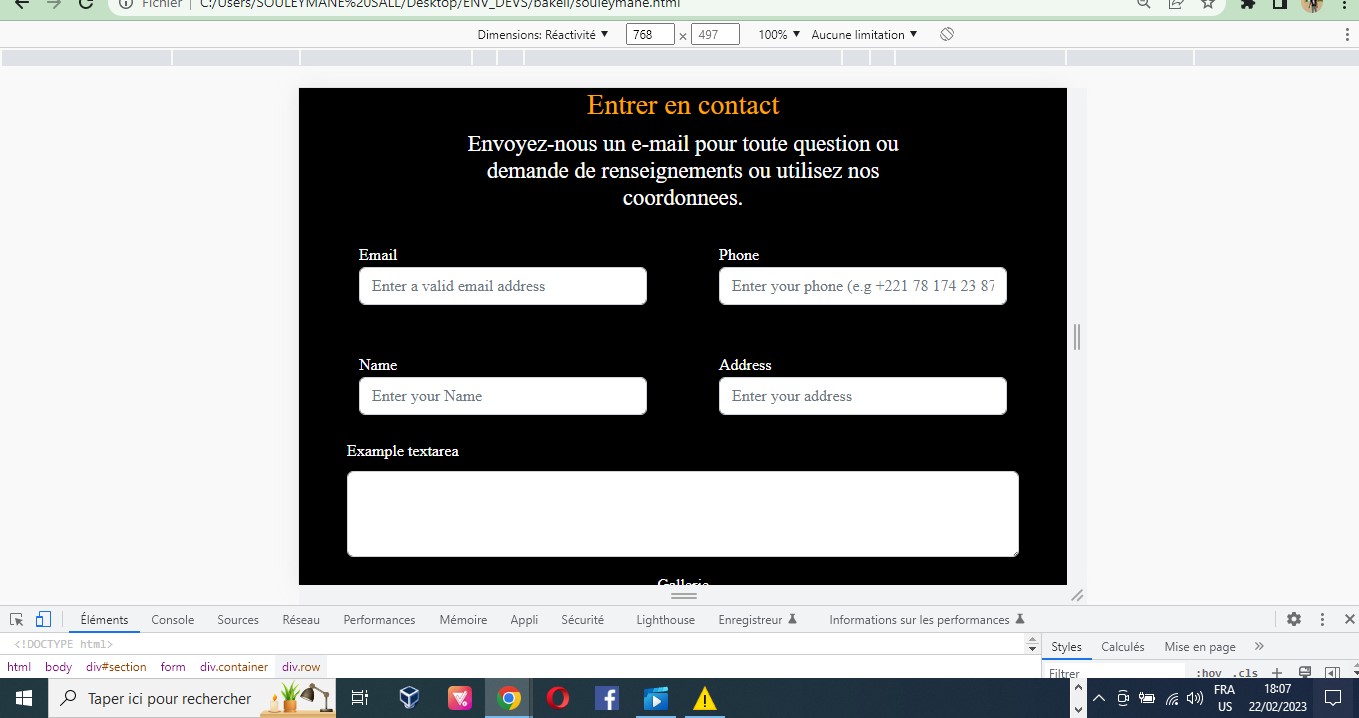 Fichier
C:/Users/SOULEYMANE%20SALL/Desktop/ENV_DEVS/bakeli/souleymane.html
Dimensions: Réactivité ▼ 768 × 497 100% ▼ Aucune limitation ▼
Entrer en contact
Envoyez-nous un e-mail pour toute question ou
demande de renseignements ou utilisez nos
coordonnees.
Email Phone
Enter a valid email address Enter your phone (e.g +221 78 174 23 87
Name Address
Enter your Name Enter your address
Example textarea
Gallerie
Éléments Console Sources Réseau Performances Mémoire Appli Sécurité Lighthouse Enregistreur Informations sur les performances
<!DOCTYPE html>
Styles Calculés Mise en page »
html body div#section form div.container div.row
Filtrer :hov .cls +
Taper ici pour rechercher
FRA 18:07
US 22/02/2023